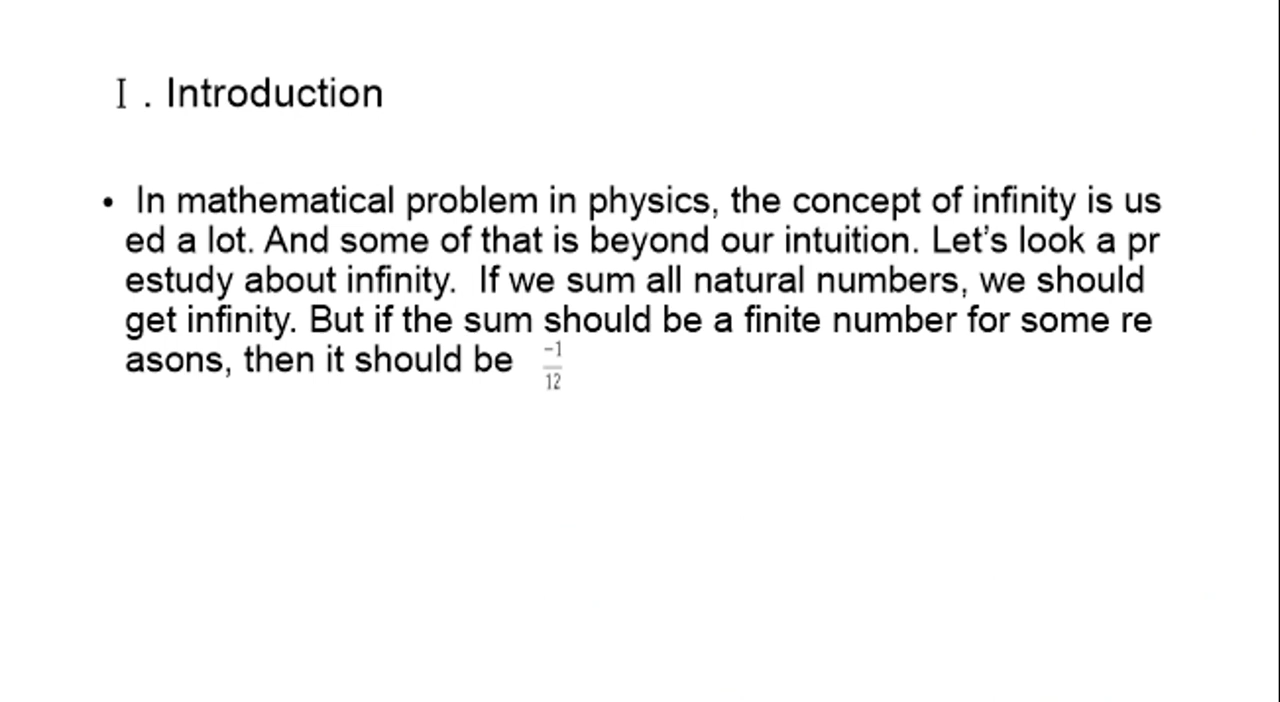 Ⅰ. Introduction
• In mathematical problem in physics, the concept of infinity is us
ed a lot. And some of that is beyond our intuition. Let’s look a pr
estudy about infinity.  If we sum all natural numbers, we should
get infinity. But if the sum should be a finite number for some re
asons, then it should be -1/12